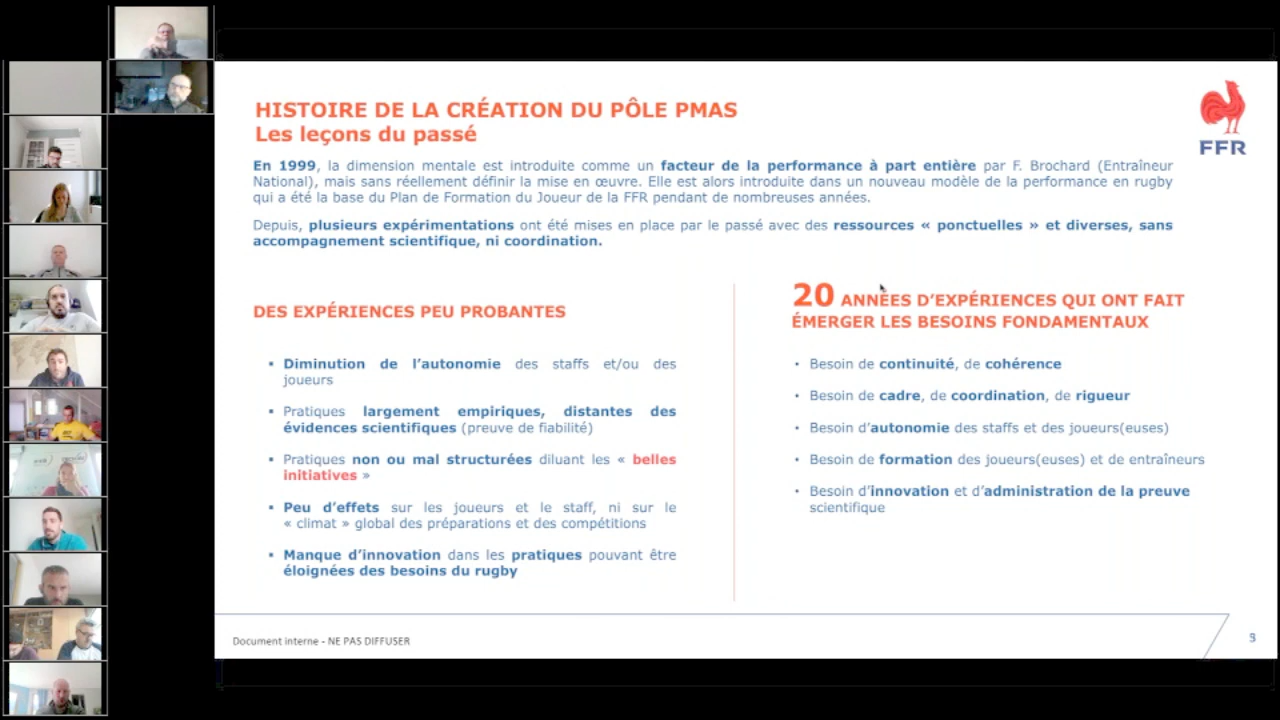 HISTOIRE DE LA CRÉATION DU PÔLE PMAS
Les leçons du passé
FFR
En 1999, la dimension mentale est introduite comme un facteur de la performance à part entière par F. Brochard (Entraîneur
National), mais sans réellement définir la mise en œuvre. Elle est alors introduite dans un nouveau modèle de la performance en rugby
qui a été la base du Plan de Formation du Joueur de la FFR pendant de nombreuses années.
Depuis, plusieurs expérimentations ont été mises en place par le passé avec des ressources « ponctuelles » et diverses, sans
accompagnement scientifique, ni coordination.
DES EXPÉRIENCES PEU PROBANTES
▪ Diminution de l’autonomie des staffs et/ou des
joueurs
▪ Pratiques largement empiriques, distantes des
évidences scientifiques (preuve de fiabilité)
▪ Pratiques non ou mal structurées diluant les « belles
initiatives »
▪ Peu d’effets sur les joueurs et le staff, ni sur le
« climat » global des préparations et des compétitions
▪ Manque d’innovation dans les pratiques pouvant être
éloignées des besoins du rugby
20 ANNÉES D’EXPÉRIENCES QUI ONT FAIT
ÉMERGER LES BESOINS FONDAMENTAUX
• Besoin de continuité, de cohérence
• Besoin de cadre, de coordination, de rigueur
• Besoin d’autonomie des staffs et des joueurs(euses)
• Besoin de formation des joueurs(euses) et de entraîneurs
• Besoin d’innovation et d’administration de la preuve
scientifique
Document interne - NE PAS DIFFUSER